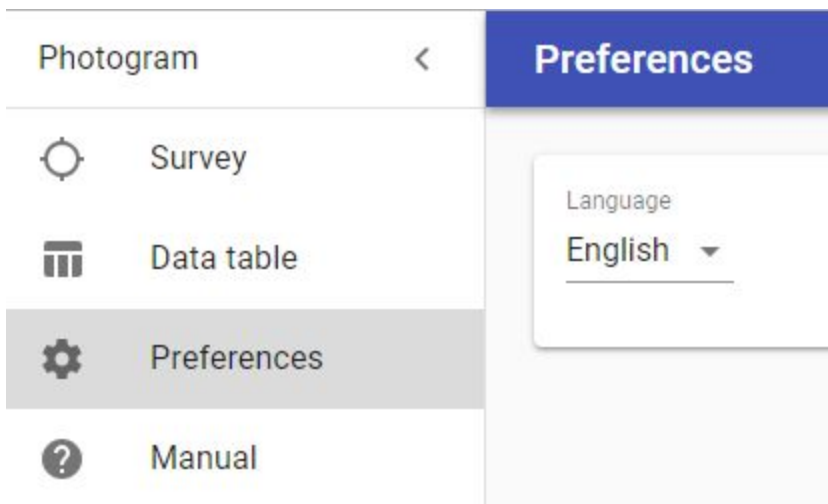 Photogram
Survey
Data table
Preferences
Manual
Preferences
Language
English